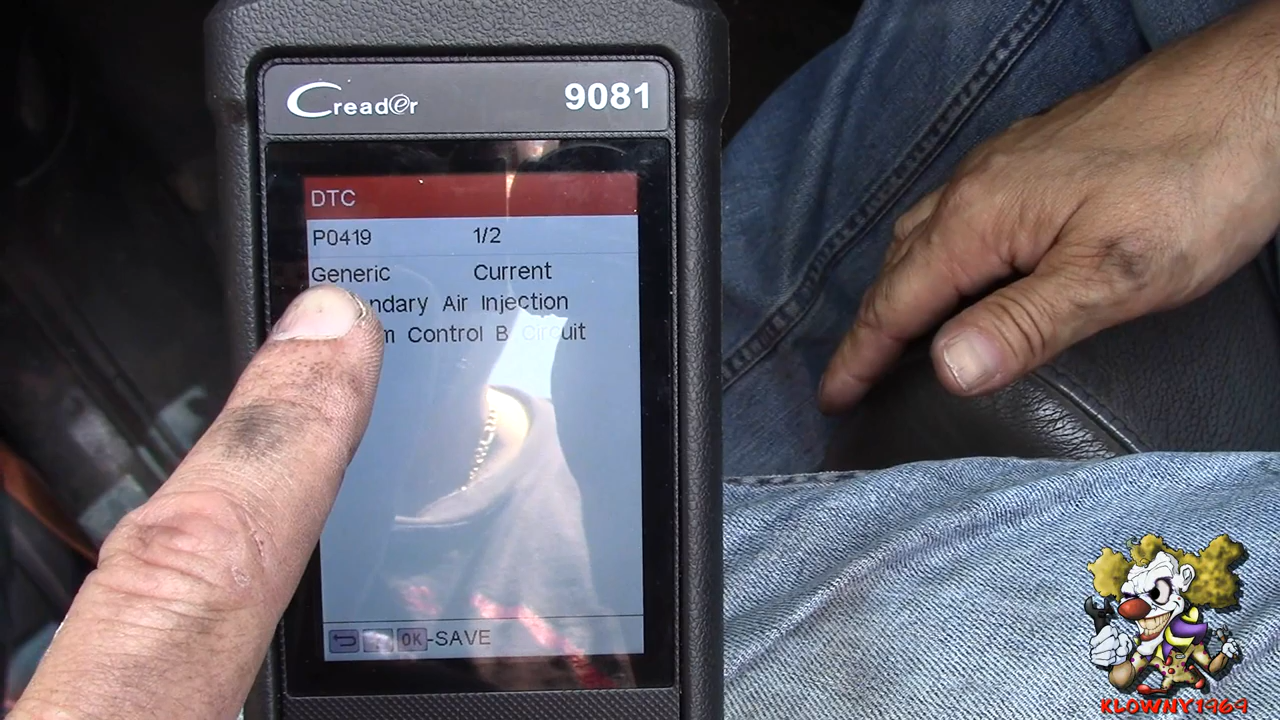 Creader 9081
DTC
P0419 1/2
Generic Current
ndary Air Injection
m Control B Circuit
OK-SAVE
KLOWNY1969